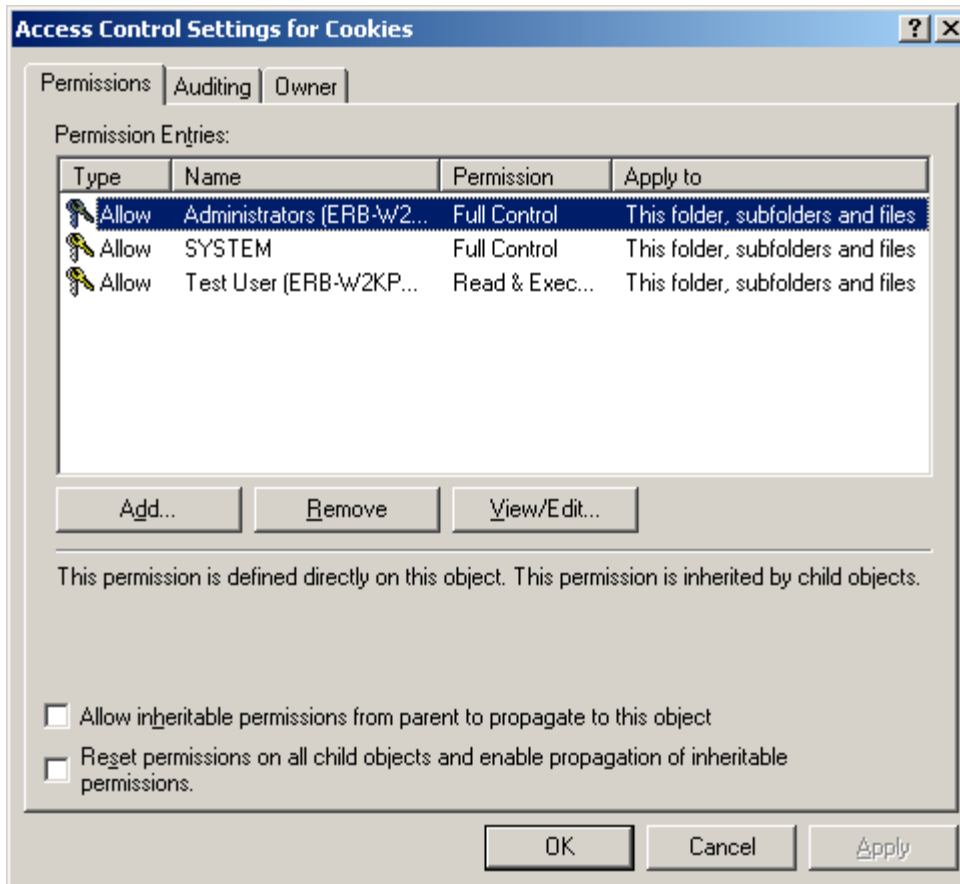 Access Control Settings for Cookies
Permissions Auditing Owner
Permission Entries:
Type Name Permission Apply to
Allow Administrators (ERB-W2... Full Control This folder, subfolders and files
Allow SYSTEM Full Control This folder, subfolders and files
Allow Test User (ERB-W2KP... Read & Exec... This folder, subfolders and files
Add... Remove View/Edit...
This permission is defined directly on this object. This permission is inherited by child objects.
Allow inheritable permissions from parent to propagate to this object
Reset permissions on all child objects and enable propagation of inheritable
permissions.
OK Cancel Apply